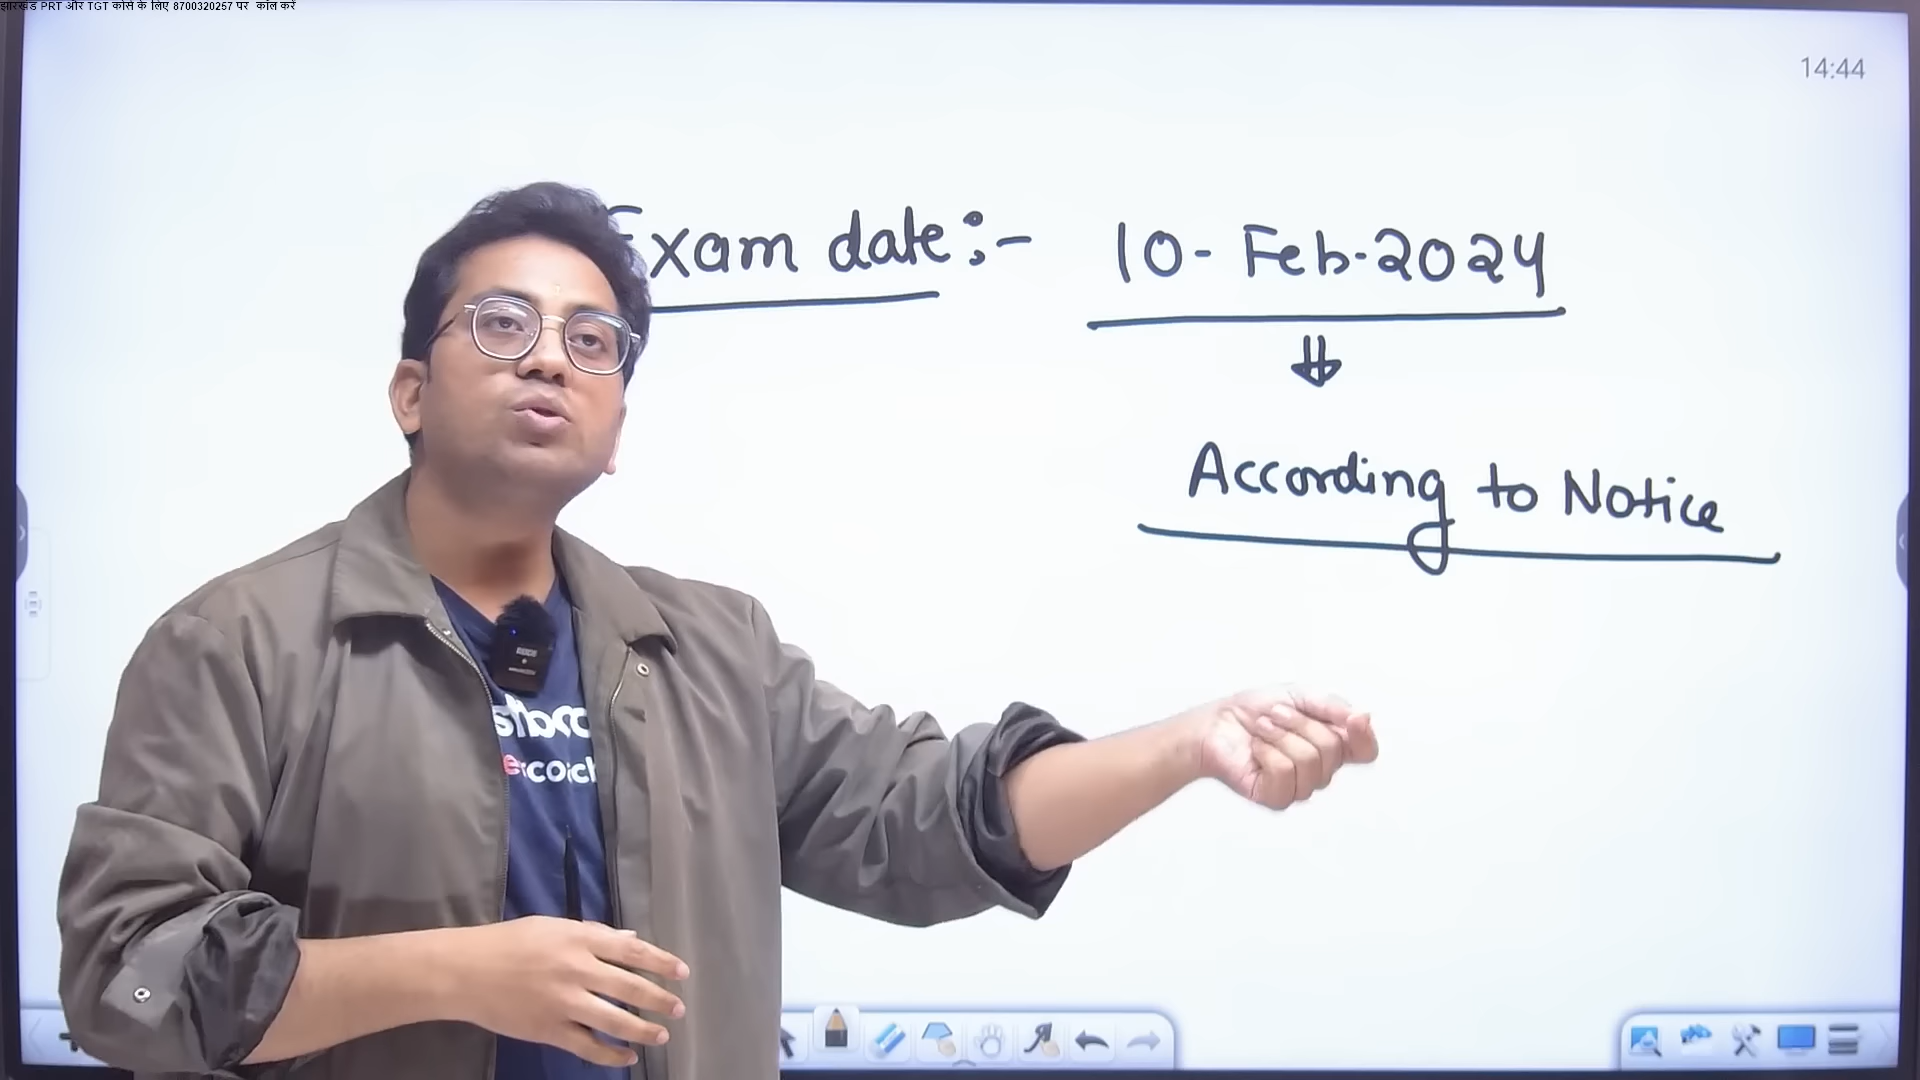 झारखंड PRT और TGT कोर्स के लिए 8700320257 पर कॉल करें
14:44
Exam date:- 10-Feb-2024
According to Notice